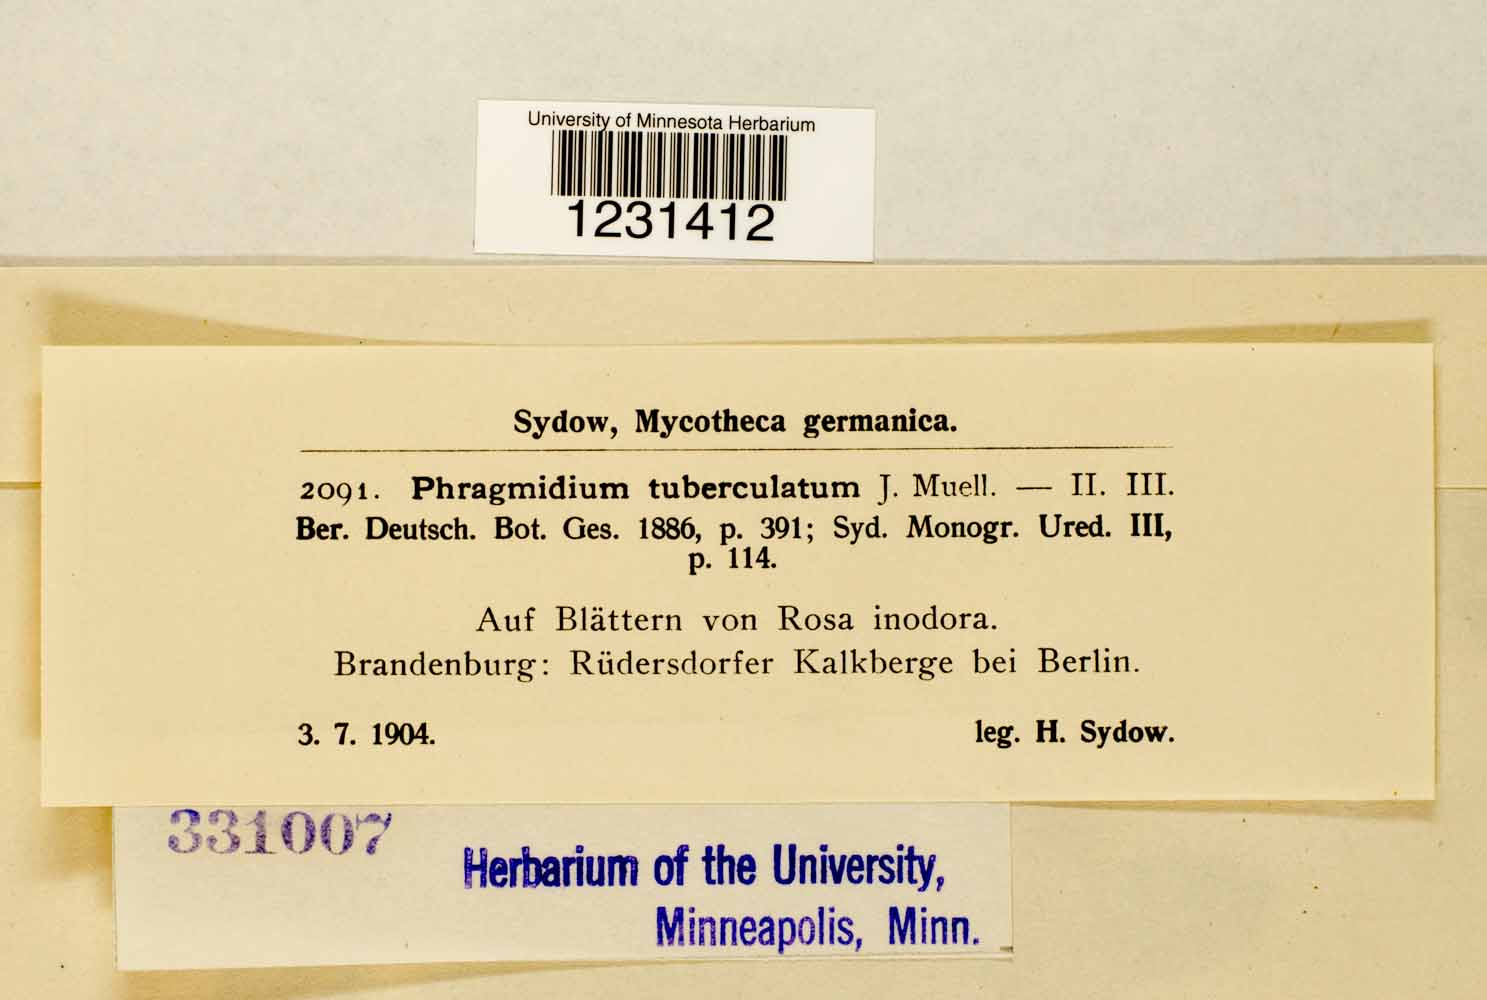 University of Minnesota Herbarium
1231412
Sydow, Mycotheca germanica.
2091. Phragmidium tuberculatum J. Muell. — II. III.
Ber. Deutsch. Bot. Ges. 1886, p. 391; Syd. Monogr. Ured. III,
p. 114.
Auf Blättern von Rosa inodora.
Brandenburg: Rüdersdorfer Kalkberge bei Berlin.
3. 7. 1904. leg. H. Sydow.
331007
Herbarium of the University,
Minneapolis, Minn.